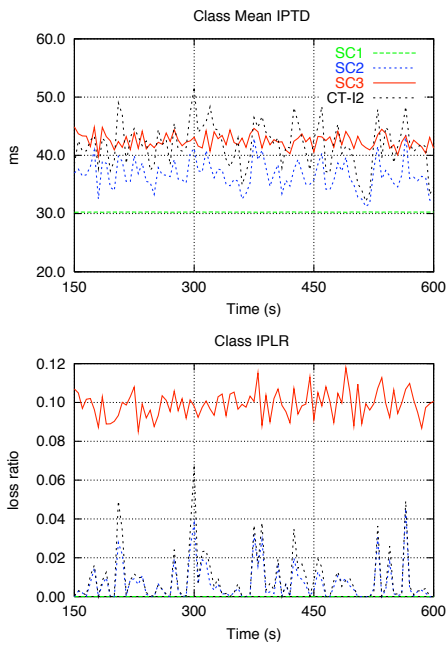 Class Mean IPTD
60.0
50.0
40.0
30.0
20.0
ms
SC1
SC2
SC3
CT-I2
150
300
450
600
Time (s)
Class IPLR
0.12
0.10
0.08
0.06
0.04
0.02
0.00
loss ratio
150
300
450
600
Time (s)